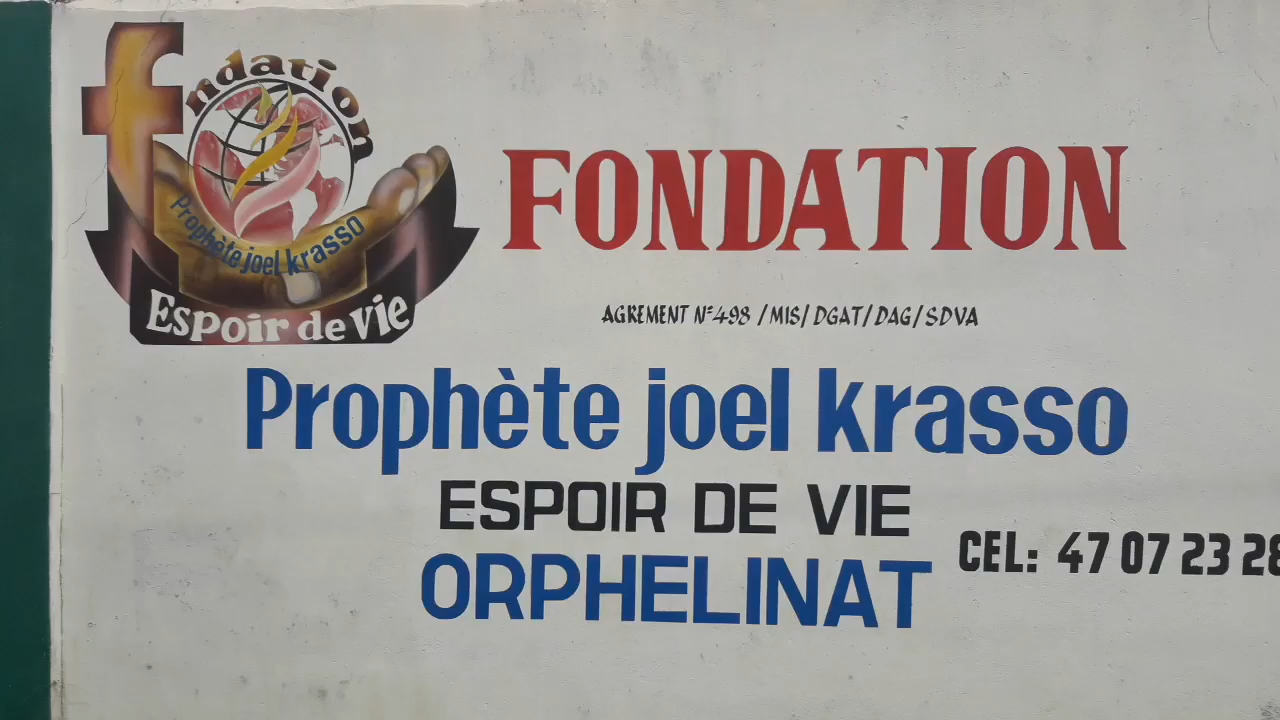 fondation
Prophète joel krasso
Espoir de vie
FONDATION
AGREMENT N° 498 / MIS/ DGAT/ DAG/ SDVA
Prophète joel krasso
ESPOIR DE VIE
ORPHELINAT
CEL: 47 07 23 28